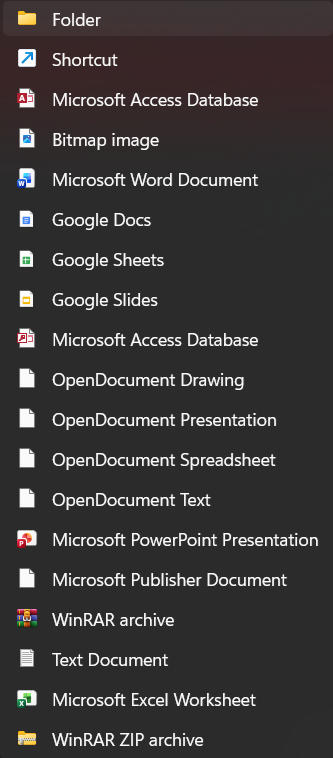 Folder
Shortcut
Microsoft Access Database
Bitmap image
Microsoft Word Document
Google Docs
Google Sheets
Google Slides
Microsoft Access Database
OpenDocument Drawing
OpenDocument Presentation
OpenDocument Spreadsheet
OpenDocument Text
Microsoft PowerPoint Presentation
Microsoft Publisher Document
WinRAR archive
Text Document
Microsoft Excel Worksheet
WinRAR ZIP archive